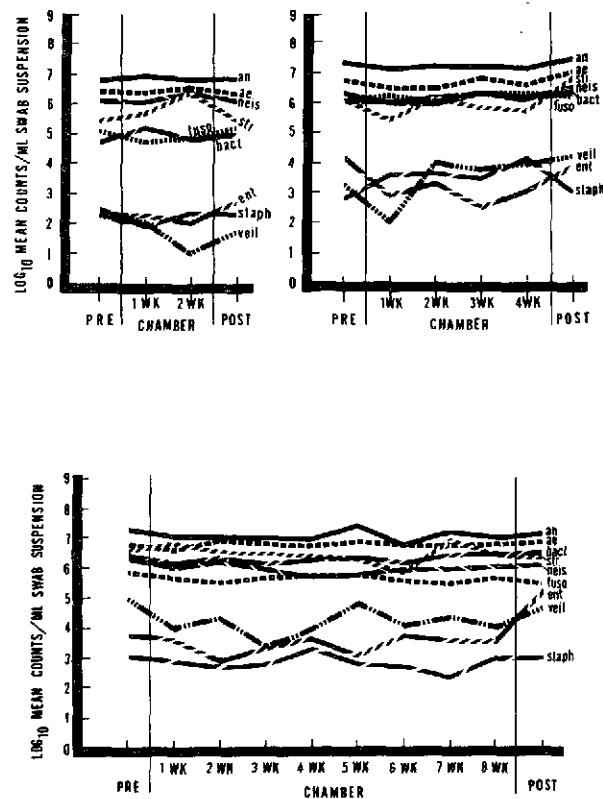 LOG10 MEAN COUNTS/ML SWAB SUSPENSION
9
8
7
6
5
4
3
2
1
0
an
ae
neis
str
fuso
bact
ent
staph
veil
1 WK 2 WK
PRE CHAMBER POST
9
8
7
6
5
4
3
2
1
0
an
ae
str
neis
bact
fuso
veil
ent
staph
1WK 2WK 3WK 4WK
PRE CHAMBER POST
LOG10 MEAN COUNTS/ML SWAB SUSPENSION
9
8
7
6
5
4
3
2
1
0
an
ae
bact
str
neis
fuso
ent
veil
staph
1 WK 2 WK 3 WK 4 WK 5 WK 6 WK 7 WK 8 WK
PRE CHAMBER POST